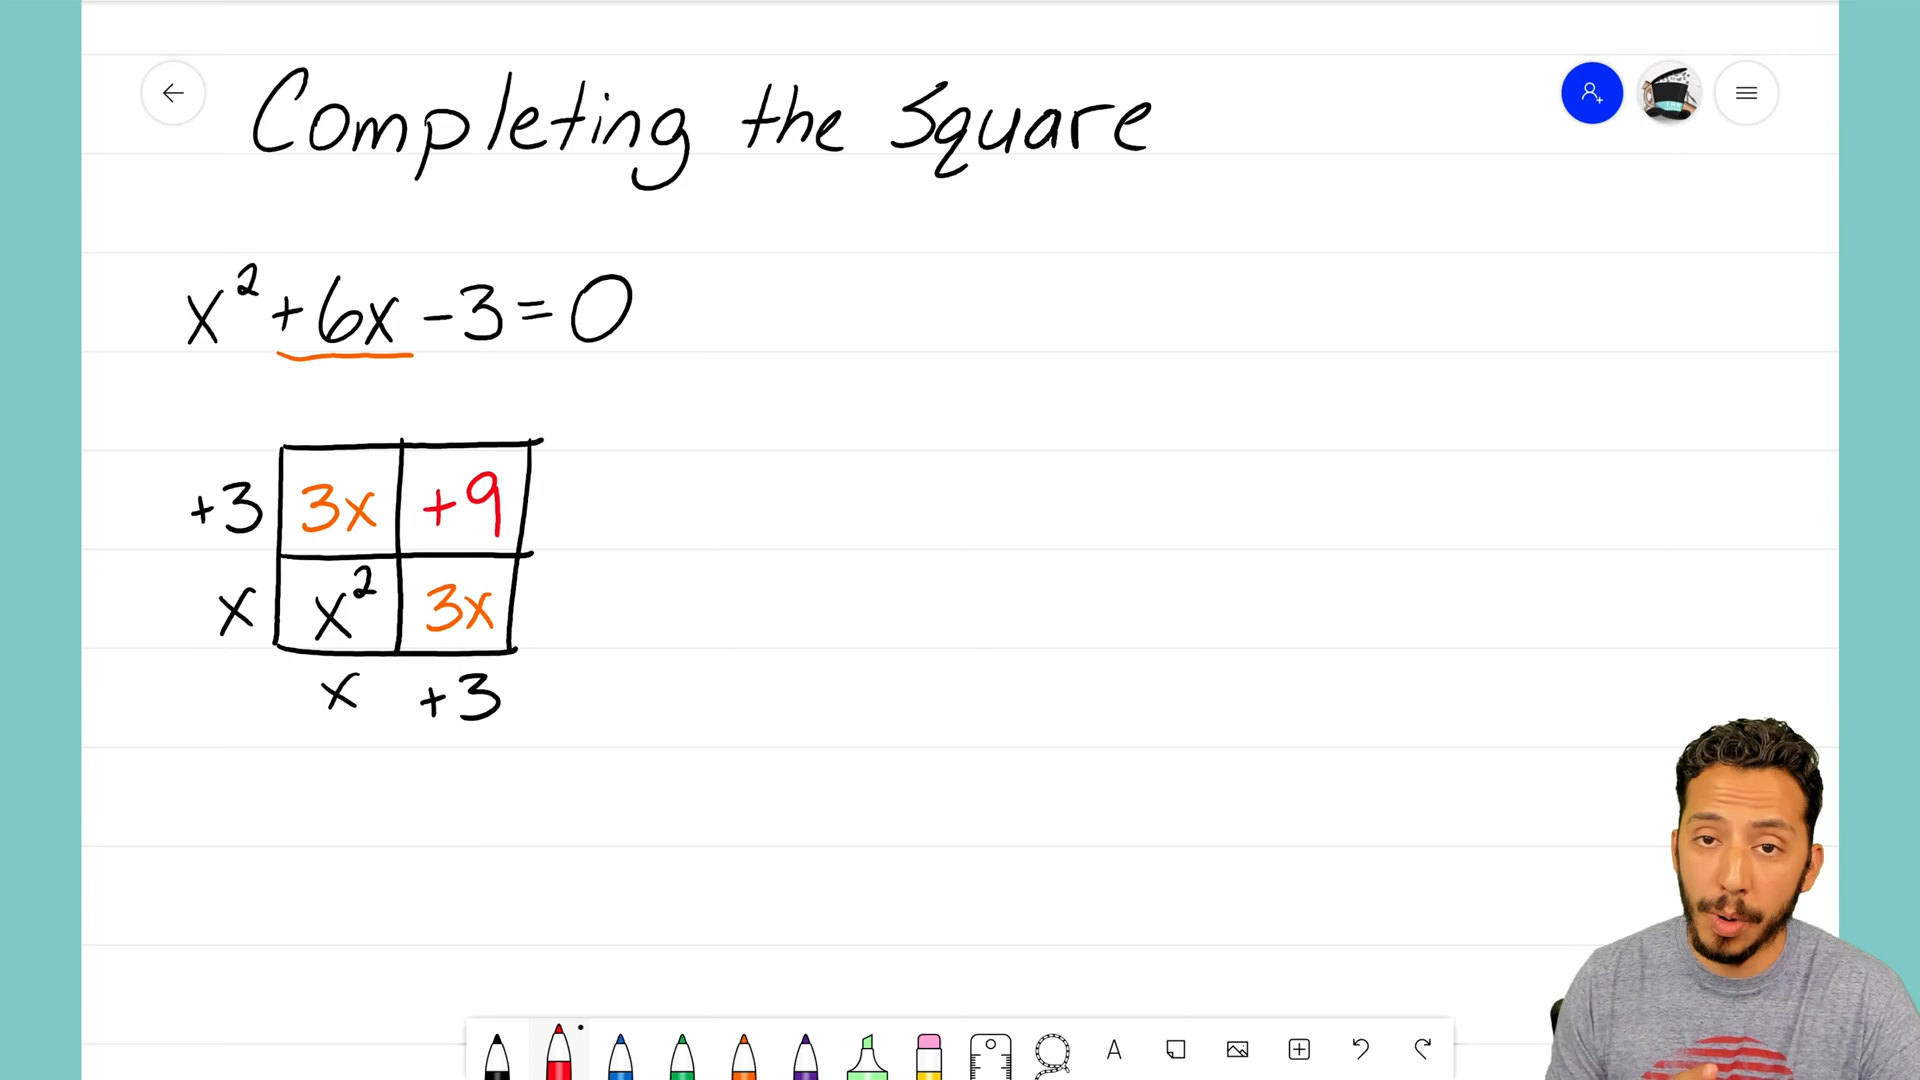 Completing the Square
x² + 6x - 3 = 0
+3 3x +9
x x² 3x
x +3
A